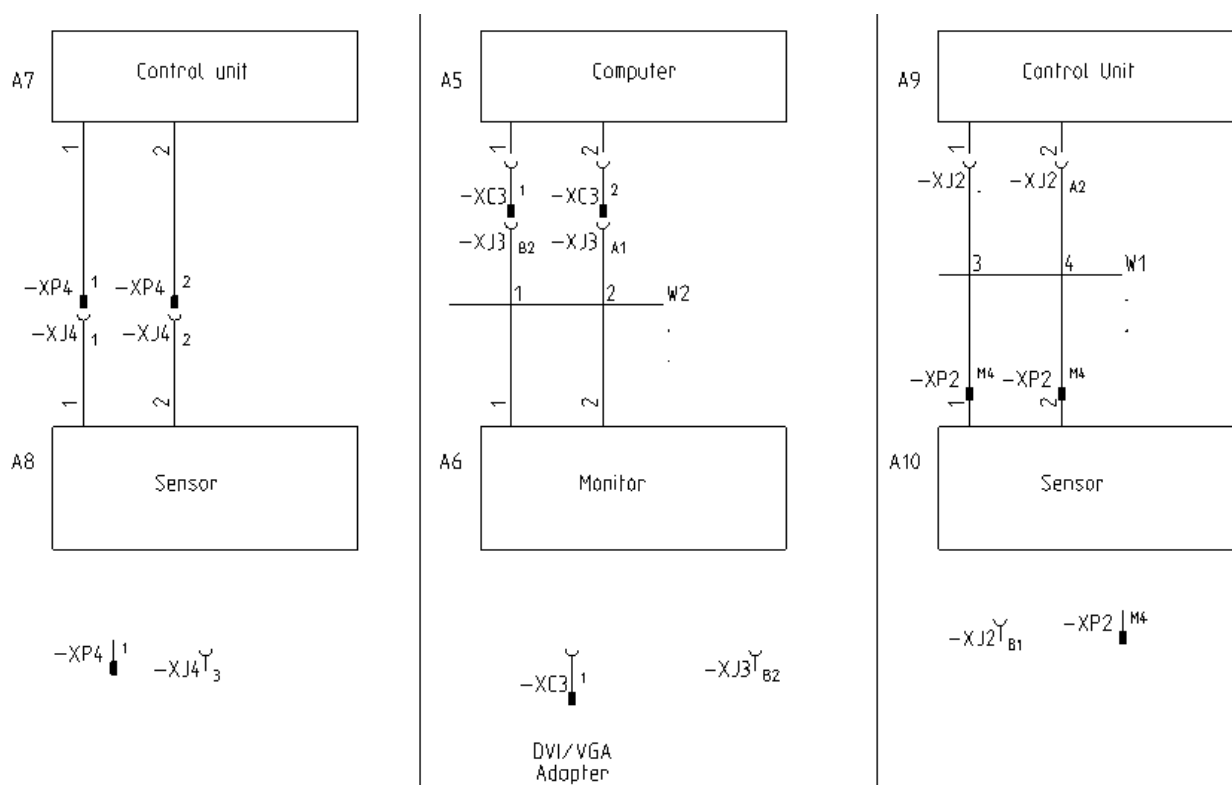 A7
Control unit
1
2
-XP4 1
-XP4 2
-XJ4 1
-XJ4 2
1
2
A8
Sensor
-XP4 1
-XJ4 3
A5
Computer
1
2
-XC3 1
-XC3 2
-XJ3 B2
-XJ3 A1
1
2
W2
1
2
A6
Monitor
-XC3 1
-XJ3 B2
DVI/VGA
Adapter
A9
Control Unit
1
2
-XJ2 .
-XJ2 A2
3
4
W1
-XP2 M4
-XP2 M4
1
2
A10
Sensor
-XJ2 B1
-XP2 M4